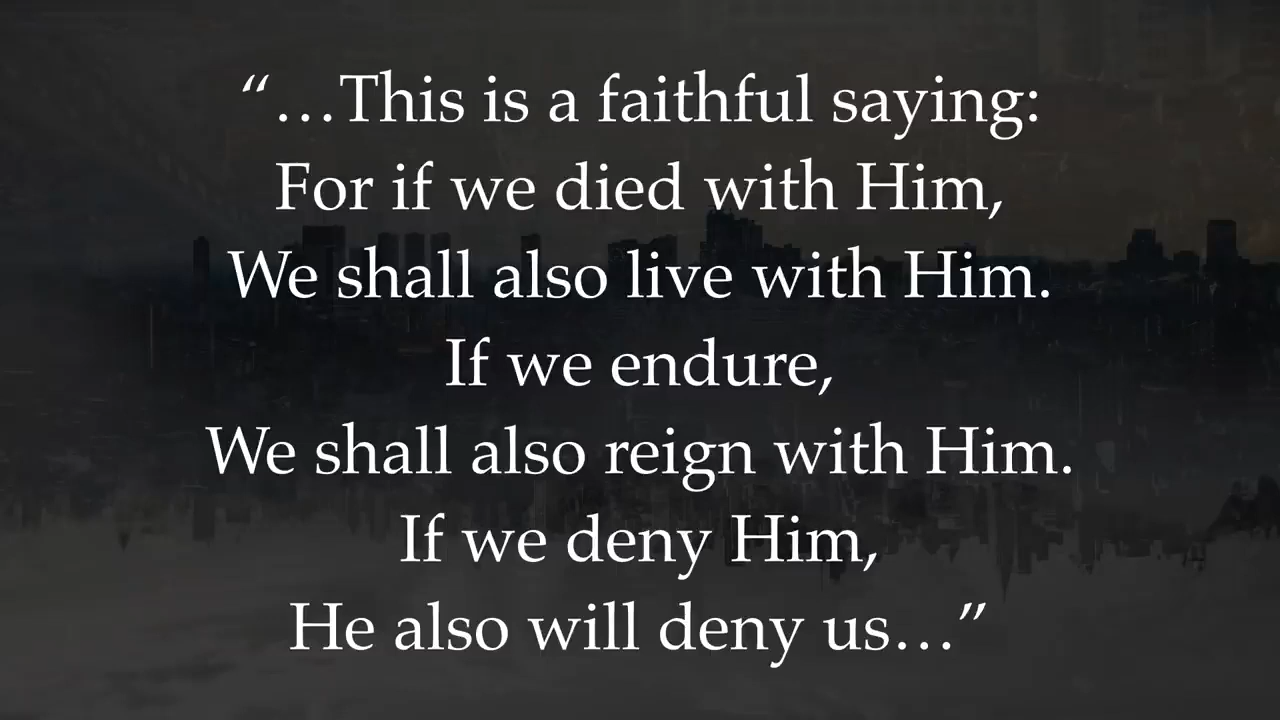 “…This is a faithful saying:
For if we died with Him,
We shall also live with Him.
If we endure,
We shall also reign with Him.
If we deny Him,
He also will deny us…”